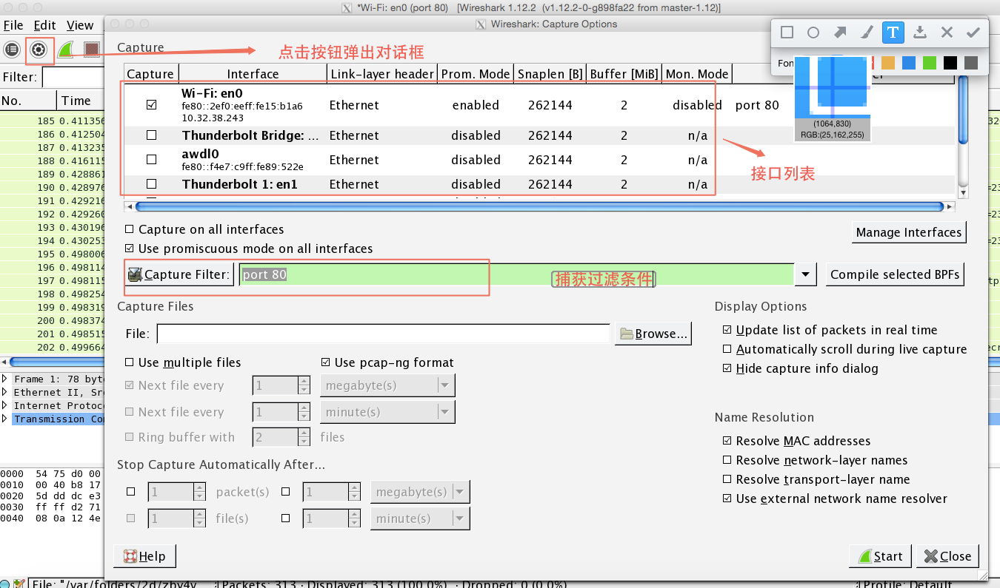 *Wi-Fi: en0 (port 80)   [Wireshark 1.12.2  (v1.12.2-0-g898fa22 from master-1.12)]
File Edit View
Wireshark: Capture Options
Capture
点击按钮弹出对话框
Filter:
Capture Interface Link-layer header Prom. Mode Snaplen [B] Buffer [MiB] Mon. Mode
No. Time
Wi-Fi: en0
fe80::2ef0:eeff:fe15:b1a6
10.32.38.243
Ethernet enabled 262144 2 disabled port 80
Thunderbolt Bridge: ... Ethernet disabled 262144 2 n/a
awdl0
fe80::f4e7:c9ff:fe89:522e
Ethernet disabled 262144 2 n/a
Thunderbolt 1: en1 Ethernet disabled 262144 2 n/a
T
(1064,830)
RGB:(25,162,255)
接口列表
185 0.411356
186 0.412504
187 0.413235
188 0.416115
189 0.428861
190 0.428976
191 0.429216
192 0.429260
193 0.430196
194 0.430253
195 0.498006
196 0.498114
197 0.498115
198 0.498254
199 0.498319
200 0.498374
201 0.498515
202 0.499664
Capture on all interfaces
Manage Interfaces
Use promiscuous mode on all interfaces
Capture Filter: port 80
捕获过滤条件
Compile selected BPFs
Capture Files
File:
Browse...
Use multiple files
Use pcap-ng format
Next file every 1 megabyte(s)
Next file every 1 minute(s)
Ring buffer with 2 files
Display Options
Update list of packets in real time
Automatically scroll during live capture
Hide capture info dialog
Name Resolution
Resolve MAC addresses
Resolve network-layer names
Resolve transport-layer name
Use external network name resolver
Stop Capture Automatically After...
1 packet(s) 1 megabyte(s)
1 file(s) 1 minute(s)
Frame 1: 78 byt
Ethernet II, Src
Internet Protoc
Transmission Co
0000 54 75 d0 00
0010 00 40 b8 17
0020 5d dd dc e3
0030 ff ff d2 71
0040 08 0a 12 4e
Help
Start
Close
File: "/var/folders/2d/zbv4v
Packets: 313 · Displayed: 313 (100.0%) · Dropped: 0 (0.0%)
Profile: Default